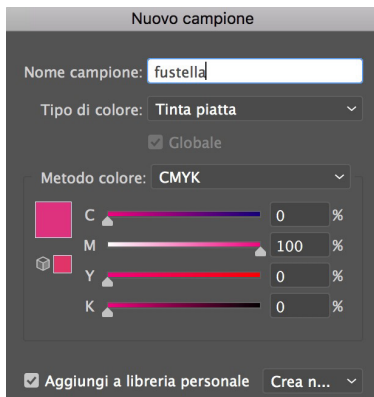 Nuovo campione
Nome campione: fustella
Tipo di colore: Tinta piatta
Globale
Metodo colore: CMYK
C 0 %
M 100 %
Y 0 %
K 0 %
Aggiungi a libreria personale Crea n...